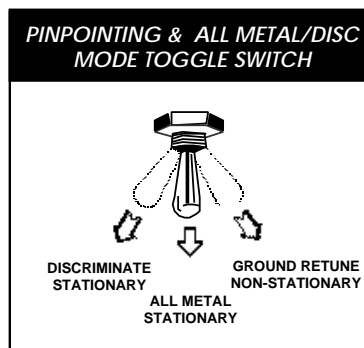 PINPOINTING & ALL METAL/DISC
MODE TOGGLE SWITCH
DISCRIMINATE
STATIONARY
ALL METAL
STATIONARY
GROUND RETUNE
NON-STATIONARY